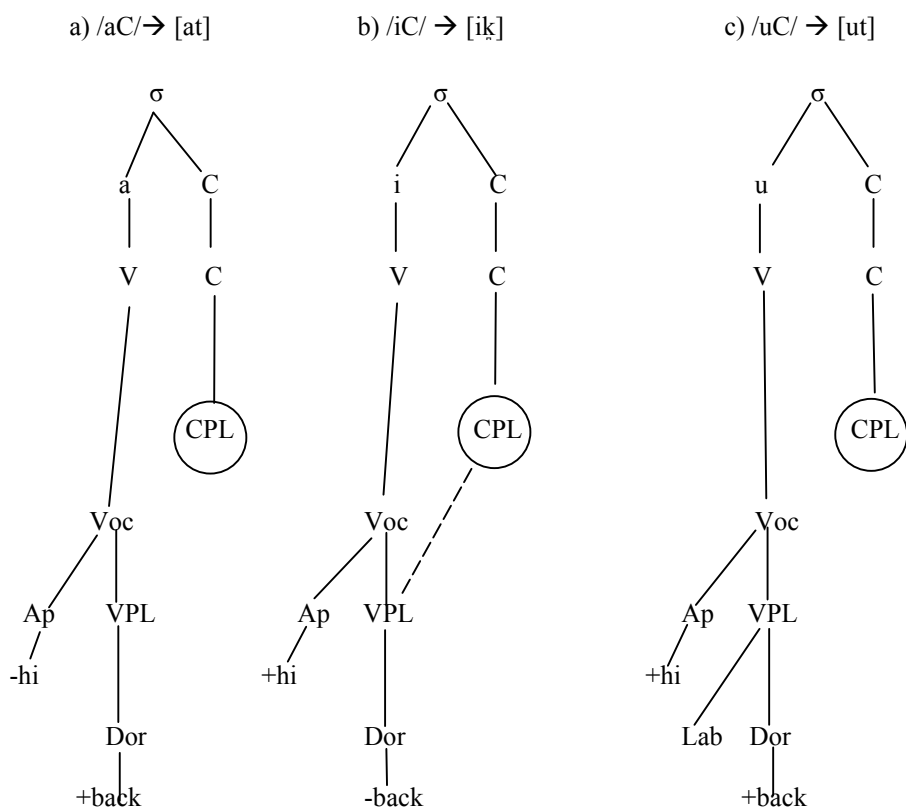 a) /aC/→ [at] b) /iC/ → [ik̟] c) /uC/ → [ut]
σ σ σ
a C i C u C
V C V C V C
CPL CPL CPL
Voc Voc Voc
Ap VPL Ap VPL Ap VPL
-hi +hi +hi
Dor Dor Lab Dor
+back -back +back